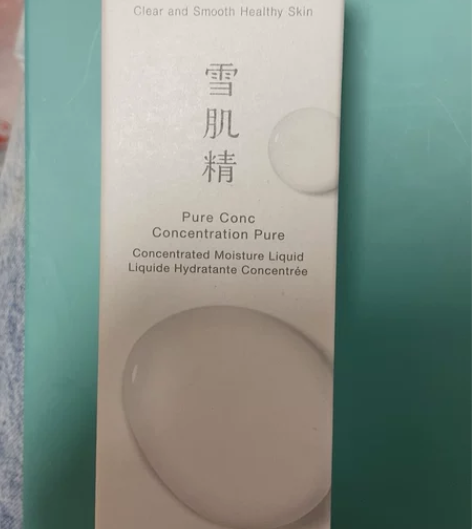 Clear and Smooth Healthy Skin
雪
肌
精
Pure Conc
Concentration Pure
Concentrated Moisture Liquid
Liquide Hydratante Concentrée